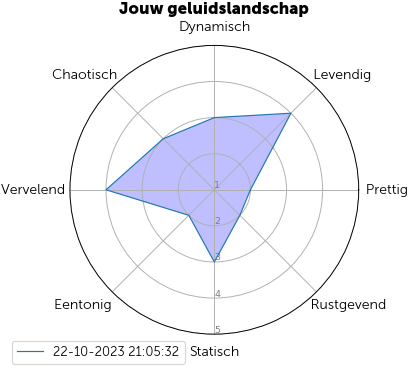 Jouw geluidslandschap
Dynamisch
Chaotisch
Levendig
Vervelend
Prettig
1
2
3
4
5
Eentonig
Rustgevend
22-10-2023 21:05:32
Statisch